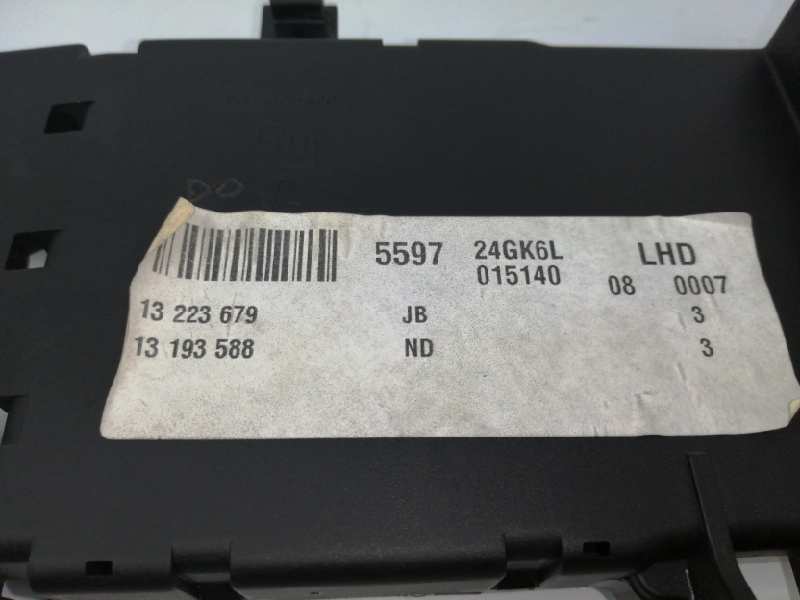 5597 24GK6L LHD
015140 08 0007
13 223 679 JB 3
13 193 588 ND 3